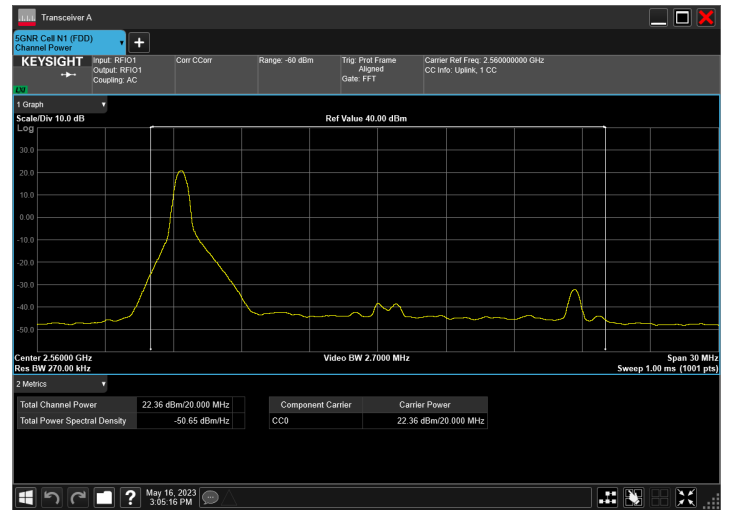 Transceiver A
5GNR Cell N1 (FDD)
Channel Power
KEYSIGHT
LXI
Input: RFIO1
Output: RFIO1
Coupling: AC
Corr CCorr
Range: -60 dBm
Trig: Prot Frame
Aligned
Gate: FFT
Carrier Ref Freq: 2.560000000 GHz
CC Info: Uplink, 1 CC
1 Graph
Scale/Div 10.0 dB
Ref Value 40.00 dBm
Log
30.0
20.0
10.0
0.00
-10.0
-20.0
-30.0
-40.0
-50.0
Center 2.56000 GHz
Video BW 2.7000 MHz
Span 30 MHz
Res BW 270.00 kHz
Sweep 1.00 ms (1001 pts)
2 Metrics
Total Channel Power 22.36 dBm/20.000 MHz
Total Power Spectral Density -50.65 dBm/Hz
Component Carrier Carrier Power
CC0 22.36 dBm/20.000 MHz
?
May 16, 2023
3:05:16 PM